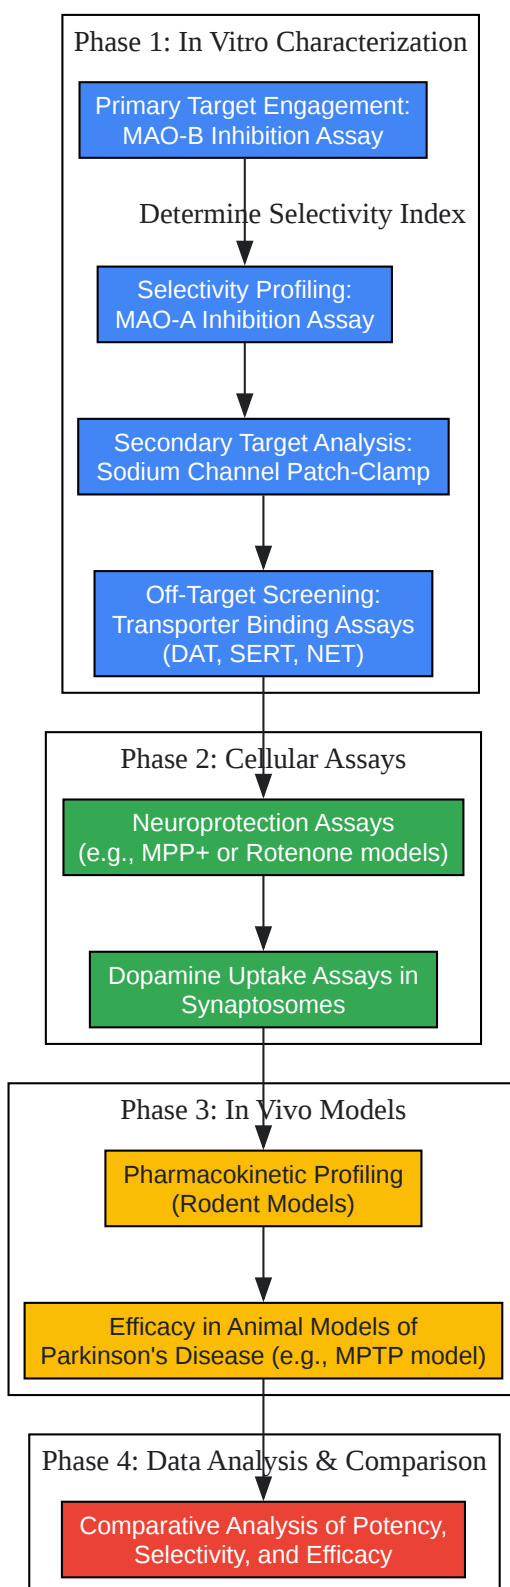 Phase 1: In Vitro Characterization
Primary Target Engagement:
MAO-B Inhibition Assay
Determine Selectivity Index
Selectivity Profiling:
MAO-A Inhibition Assay
Secondary Target Analysis:
Sodium Channel Patch-Clamp
Off-Target Screening:
Transporter Binding Assays
(DAT, SERT, NET)
Phase 2: Cellular Assays
Neuroprotection Assays
(e.g., MPP+ or Rotenone models)
Dopamine Uptake Assays in
Synaptosomes
Phase 3: In Vivo Models
Pharmacokinetic Profiling
(Rodent Models)
Efficacy in Animal Models of
Parkinson's Disease (e.g., MPTP model)
Phase 4: Data Analysis & Comparison
Comparative Analysis of Potency,
Selectivity, and Efficacy